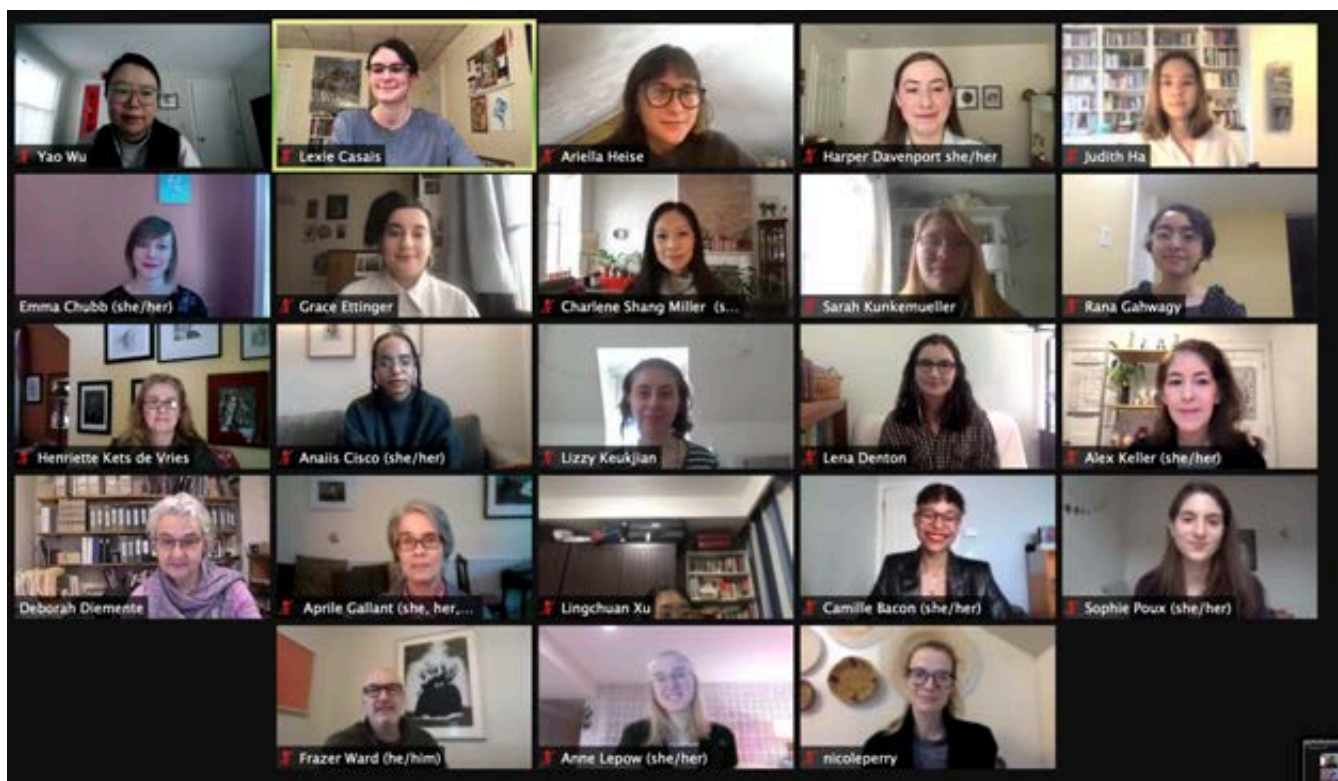 Yao Wu
Lexie Casais
Ariella Heise
Harper Davenport she/her
Judith Ha
Emma Chubb (she/her)
Grace Ettinger
Charlene Shang Miller (s...
Sarah Kunkemueller
Rana Gahwagy
Henriette Kets de Vries
Anaiis Cisco (she/her)
Lizzy Keukjian
Lena Denton
Alex Keller (she/her)
Deborah Diemente
Aprile Gallant (she, her,...
Lingchuan Xu
Camille Bacon (she/her)
Sophie Poux (she/her)
Frazer Ward (he/him)
Anne Lepow (she/her)
nicoleperry